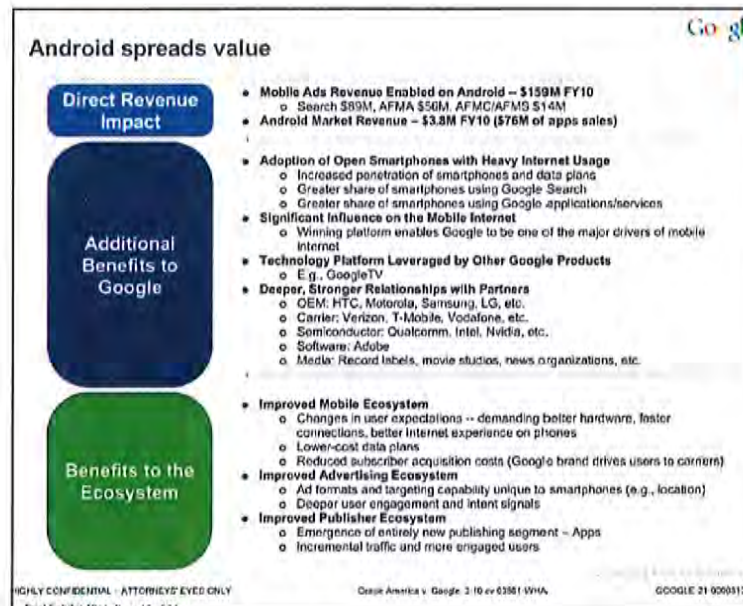 Google
Android spreads value
Direct Revenue
Impact
• Mobile Ads Revenue Enabled on Android – $159M FY10
o Search $89M, AFMA $56M, AFMC/AFMS $14M
• Android Market Revenue – $3.8M FY10 ($76M of apps sales)
Additional
Benefits to
Google
• Adoption of Open Smartphones with Heavy Internet Usage
o Increased penetration of smartphones and data plans
o Greater share of smartphones using Google Search
o Greater share of smartphones using Google applications/services
• Significant Influence on the Mobile Internet
o Winning platform enables Google to be one of the major drivers of mobile
Internet
• Technology Platform Leveraged by Other Google Products
o E.g., GoogleTV
• Deeper, Stronger Relationships with Partners
o OEM: HTC, Motorola, Samsung, LG, etc.
o Carrier: Verizon, T-Mobile, Vodafone, etc.
o Semiconductor: Qualcomm, Intel, Nvidia, etc.
o Software: Adobe
o Media: Record labels, movie studios, news organizations, etc.
Benefits to the
Ecosystem
• Improved Mobile Ecosystem
o Changes in user expectations -- demanding better hardware, faster
connections, better Internet experience on phones
o Lower-cost data plans
o Reduced subscriber acquisition costs (Google brand drives users to carriers)
• Improved Advertising Ecosystem
o Ad formats and targeting capability unique to smartphones (e.g., location)
o Deeper user engagement and intent signals
• Improved Publisher Ecosystem
o Emergence of entirely new publishing segment – Apps
o Incremental traffic and more engaged users
HIGHLY CONFIDENTIAL - ATTORNEYS' EYES ONLY
Oracle America v. Google, 3:10-cv-03561-WHA